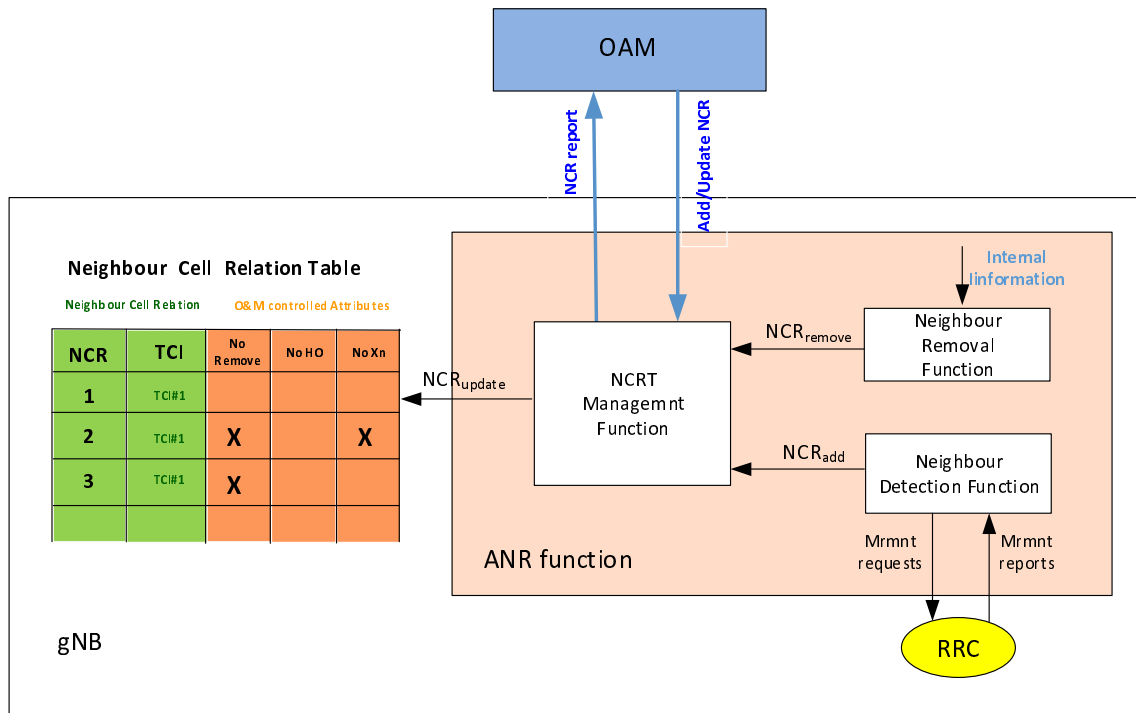 OAM
NCR report
Add/Update NCR
Neighbour Cell Relation Table
Neighbour Cell Relation
O&M controlled Attributes
NCR TCI No Remove No HO No Xn
1 TCI#1
2 TCI#1 X X
3 TCI#1 X
NCRupdate
NCRT
Managemnt
Function
NCRremove
NCRadd
Internal
Iinformation
Neighbour
Removal
Function
Neighbour
Detection Function
Mrmnt
requests
Mrmnt
reports
ANR function
RRC
gNB